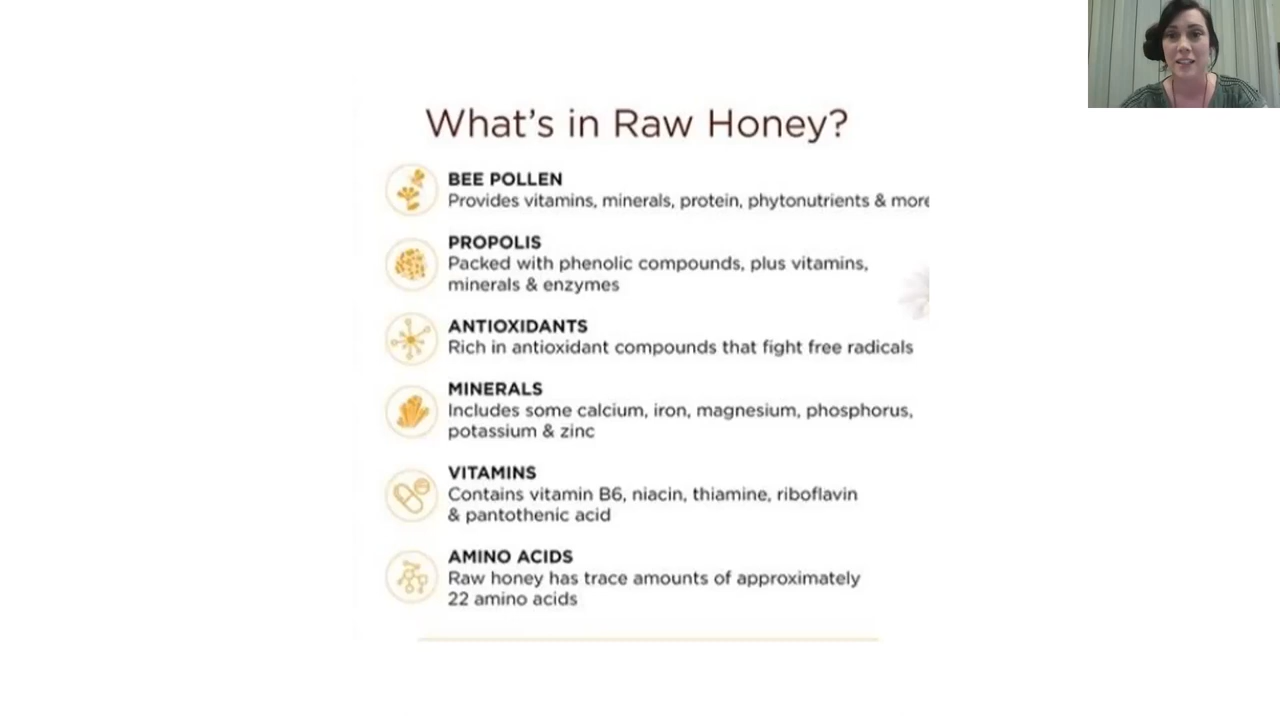 What's in Raw Honey?
BEE POLLEN
Provides vitamins, minerals, protein, phytonutrients & more
PROPOLIS
Packed with phenolic compounds, plus vitamins,
minerals & enzymes
ANTIOXIDANTS
Rich in antioxidant compounds that fight free radicals
MINERALS
Includes some calcium, iron, magnesium, phosphorus,
potassium & zinc
VITAMINS
Contains vitamin B6, niacin, thiamine, riboflavin
& pantothenic acid
AMINO ACIDS
Raw honey has trace amounts of approximately
22 amino acids